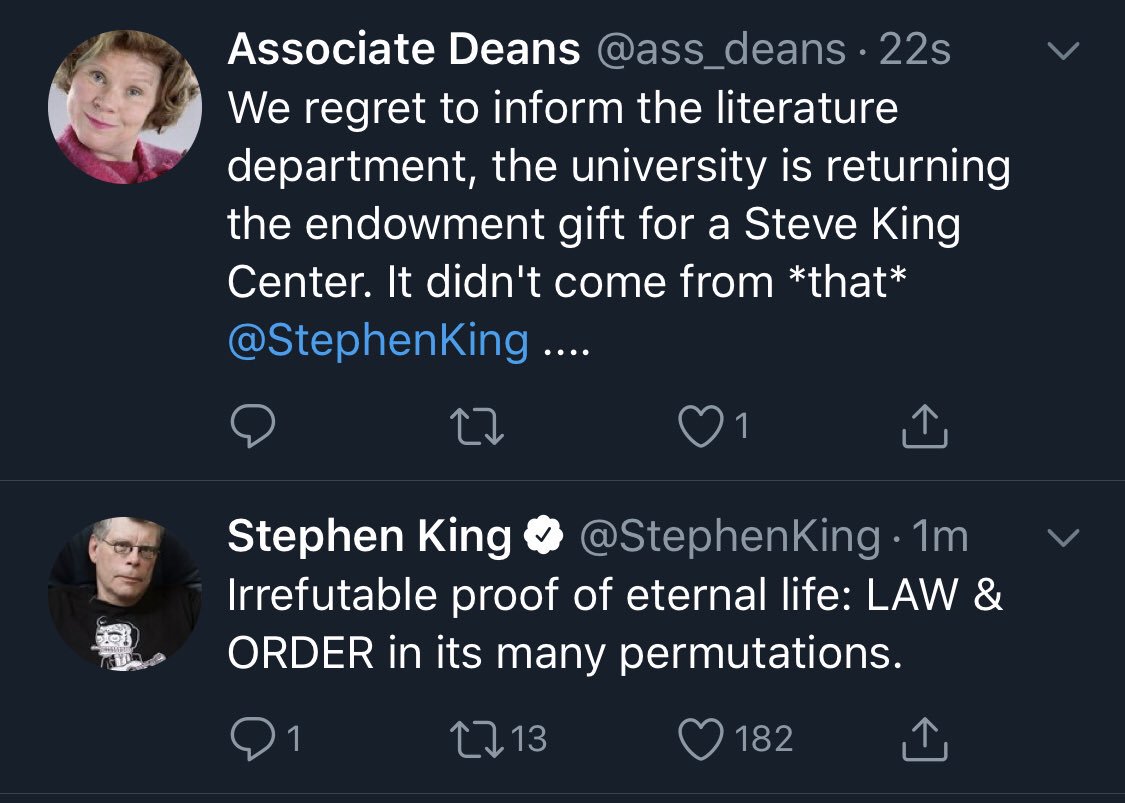 Associate Deans @ass_deans · 22s
We regret to inform the literature
department, the university is returning
the endowment gift for a Steve King
Center. It didn't come from *that*
@StephenKing ....
1
Stephen King @StephenKing · 1m
Irrefutable proof of eternal life: LAW &
ORDER in its many permutations.
1 13 182